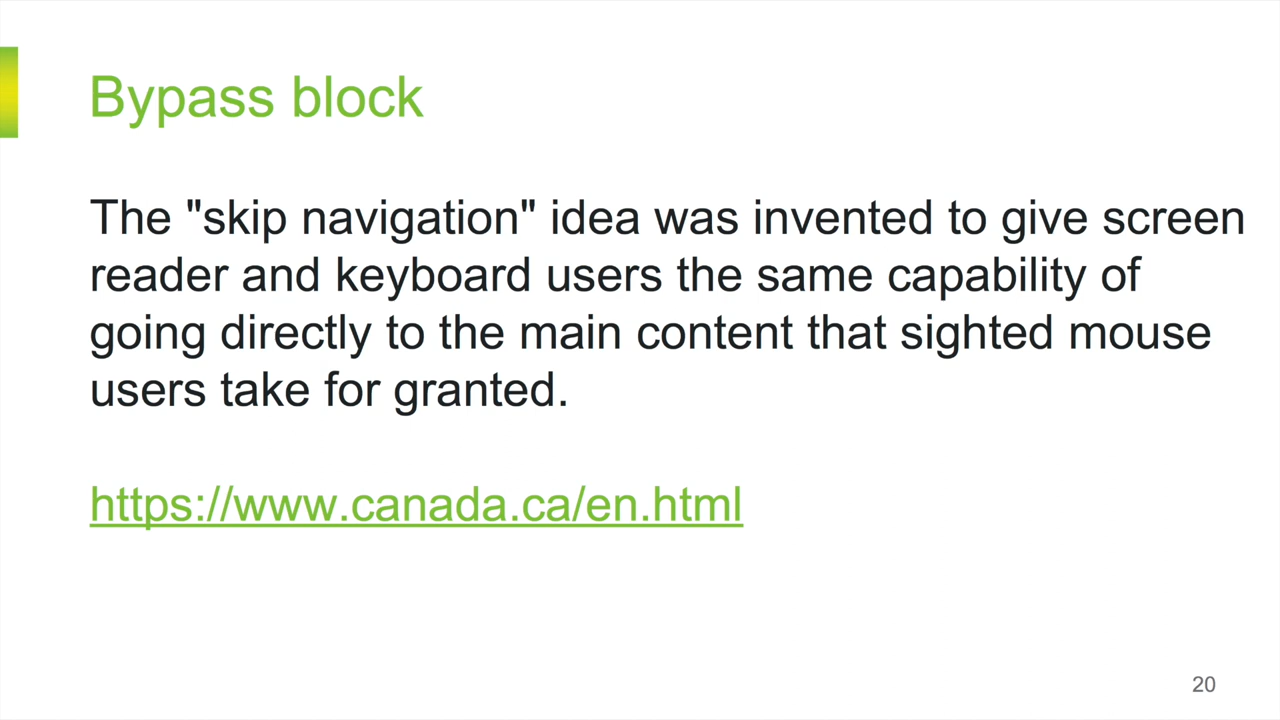 Bypass block
The "skip navigation" idea was invented to give screen
reader and keyboard users the same capability of
going directly to the main content that sighted mouse
users take for granted.
https://www.canada.ca/en.html
20